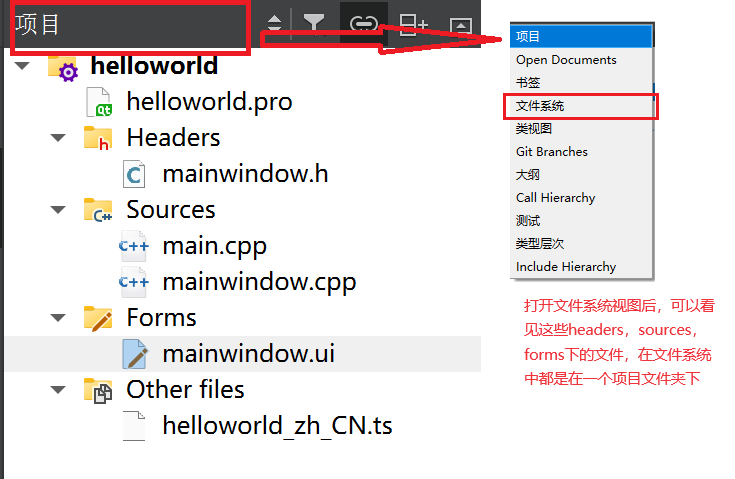 项目
helloworld
helloworld.pro
Headers
mainwindow.h
Sources
main.cpp
mainwindow.cpp
Forms
mainwindow.ui
Other files
helloworld_zh_CN.ts
项目
Open Documents
书签
文件系统
类视图
Git Branches
大纲
Call Hierarchy
测试
类型层次
Include Hierarchy
打开文件系统视图后，可以看
见这些headers，sources，
forms下的文件，在文件系统
中都是在一个项目文件夹下